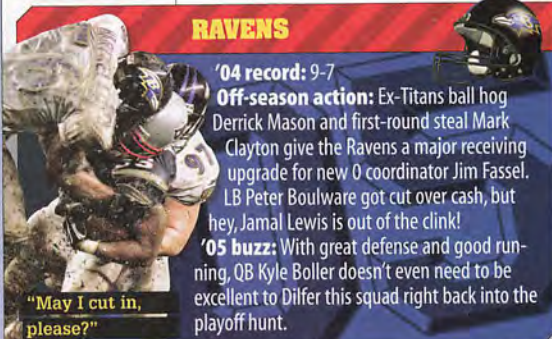 RAVENS
'04 record: 9-7
Off-season action: Ex-Titans ball hog
Derrick Mason and first-round steal Mark
Clayton give the Ravens a major receiving
upgrade for new O coordinator Jim Fassel.
LB Peter Boulware got cut over cash, but
hey, Jamal Lewis is out of the clink!
'05 buzz: With great defense and good run-
ning, QB Kyle Boller doesn't even need to be
excellent to Dilfer this squad right back into the
playoff hunt.
"May I cut in,
please?"